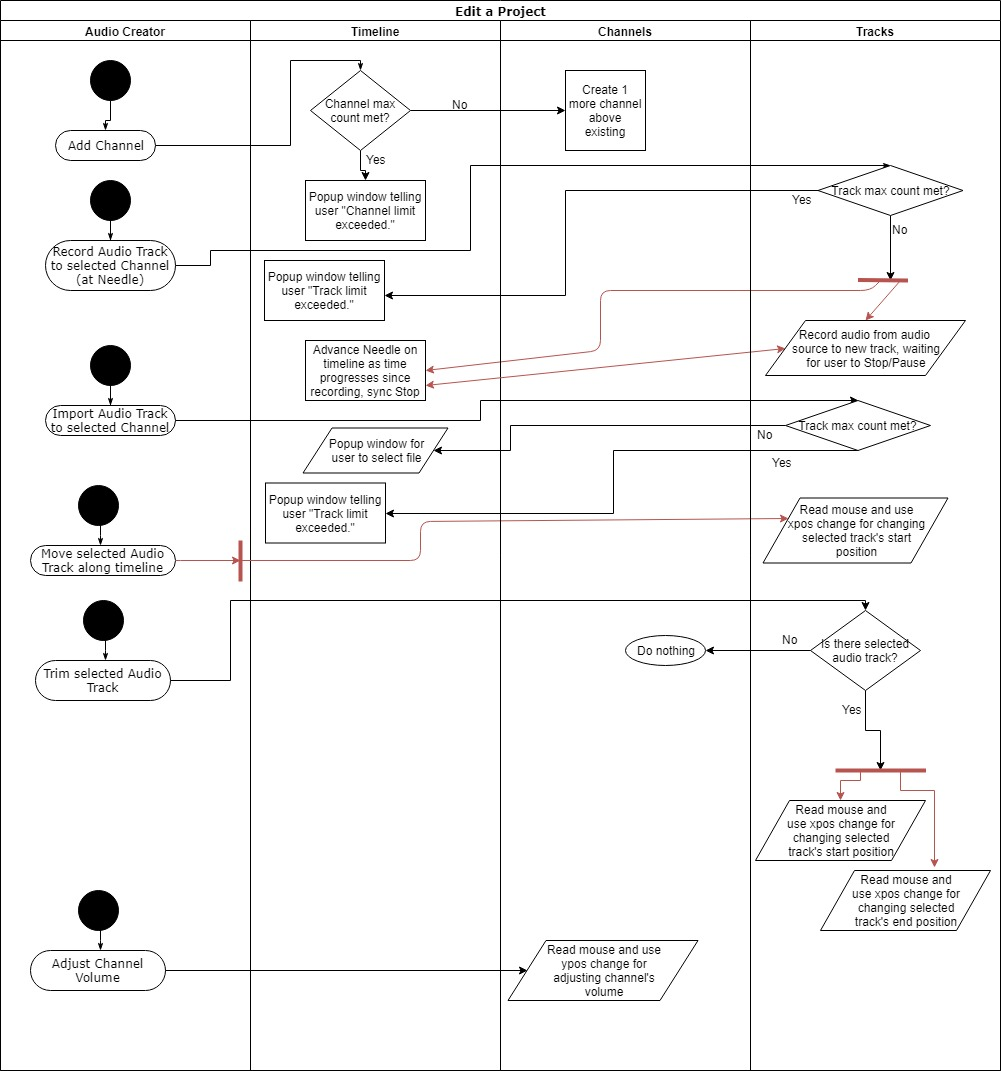 Edit a Project
Audio Creator
Timeline
Channels
Tracks
Add Channel
Channel max
count met?
No
Create 1
more channel
above
existing
Yes
Popup window telling
user "Channel limit
exceeded."
Track max count met?
Yes
No
Record Audio Track
to selected Channel
(at Needle)
Popup window telling
user "Track limit
exceeded."
Record audio from audio
source to new track, waiting
for user to Stop/Pause
Advance Needle on
timeline as time
progresses since
recording, sync Stop
Import Audio Track
to selected Channel
Track max count met?
No
Yes
Popup window for
user to select file
Popup window telling
user "Track limit
exceeded."
Read mouse and use
xpos change for changing
selected track's start
position
Move selected Audio
Track along timeline
Trim selected Audio
Track
Is there selected
audio track?
No
Do nothing
Yes
Read mouse and
use xpos change for
changing selected
track's start position
Read mouse and
use xpos change for
changing selected
track's end position
Adjust Channel
Volume
Read mouse and use
ypos change for
adjusting channel's
volume